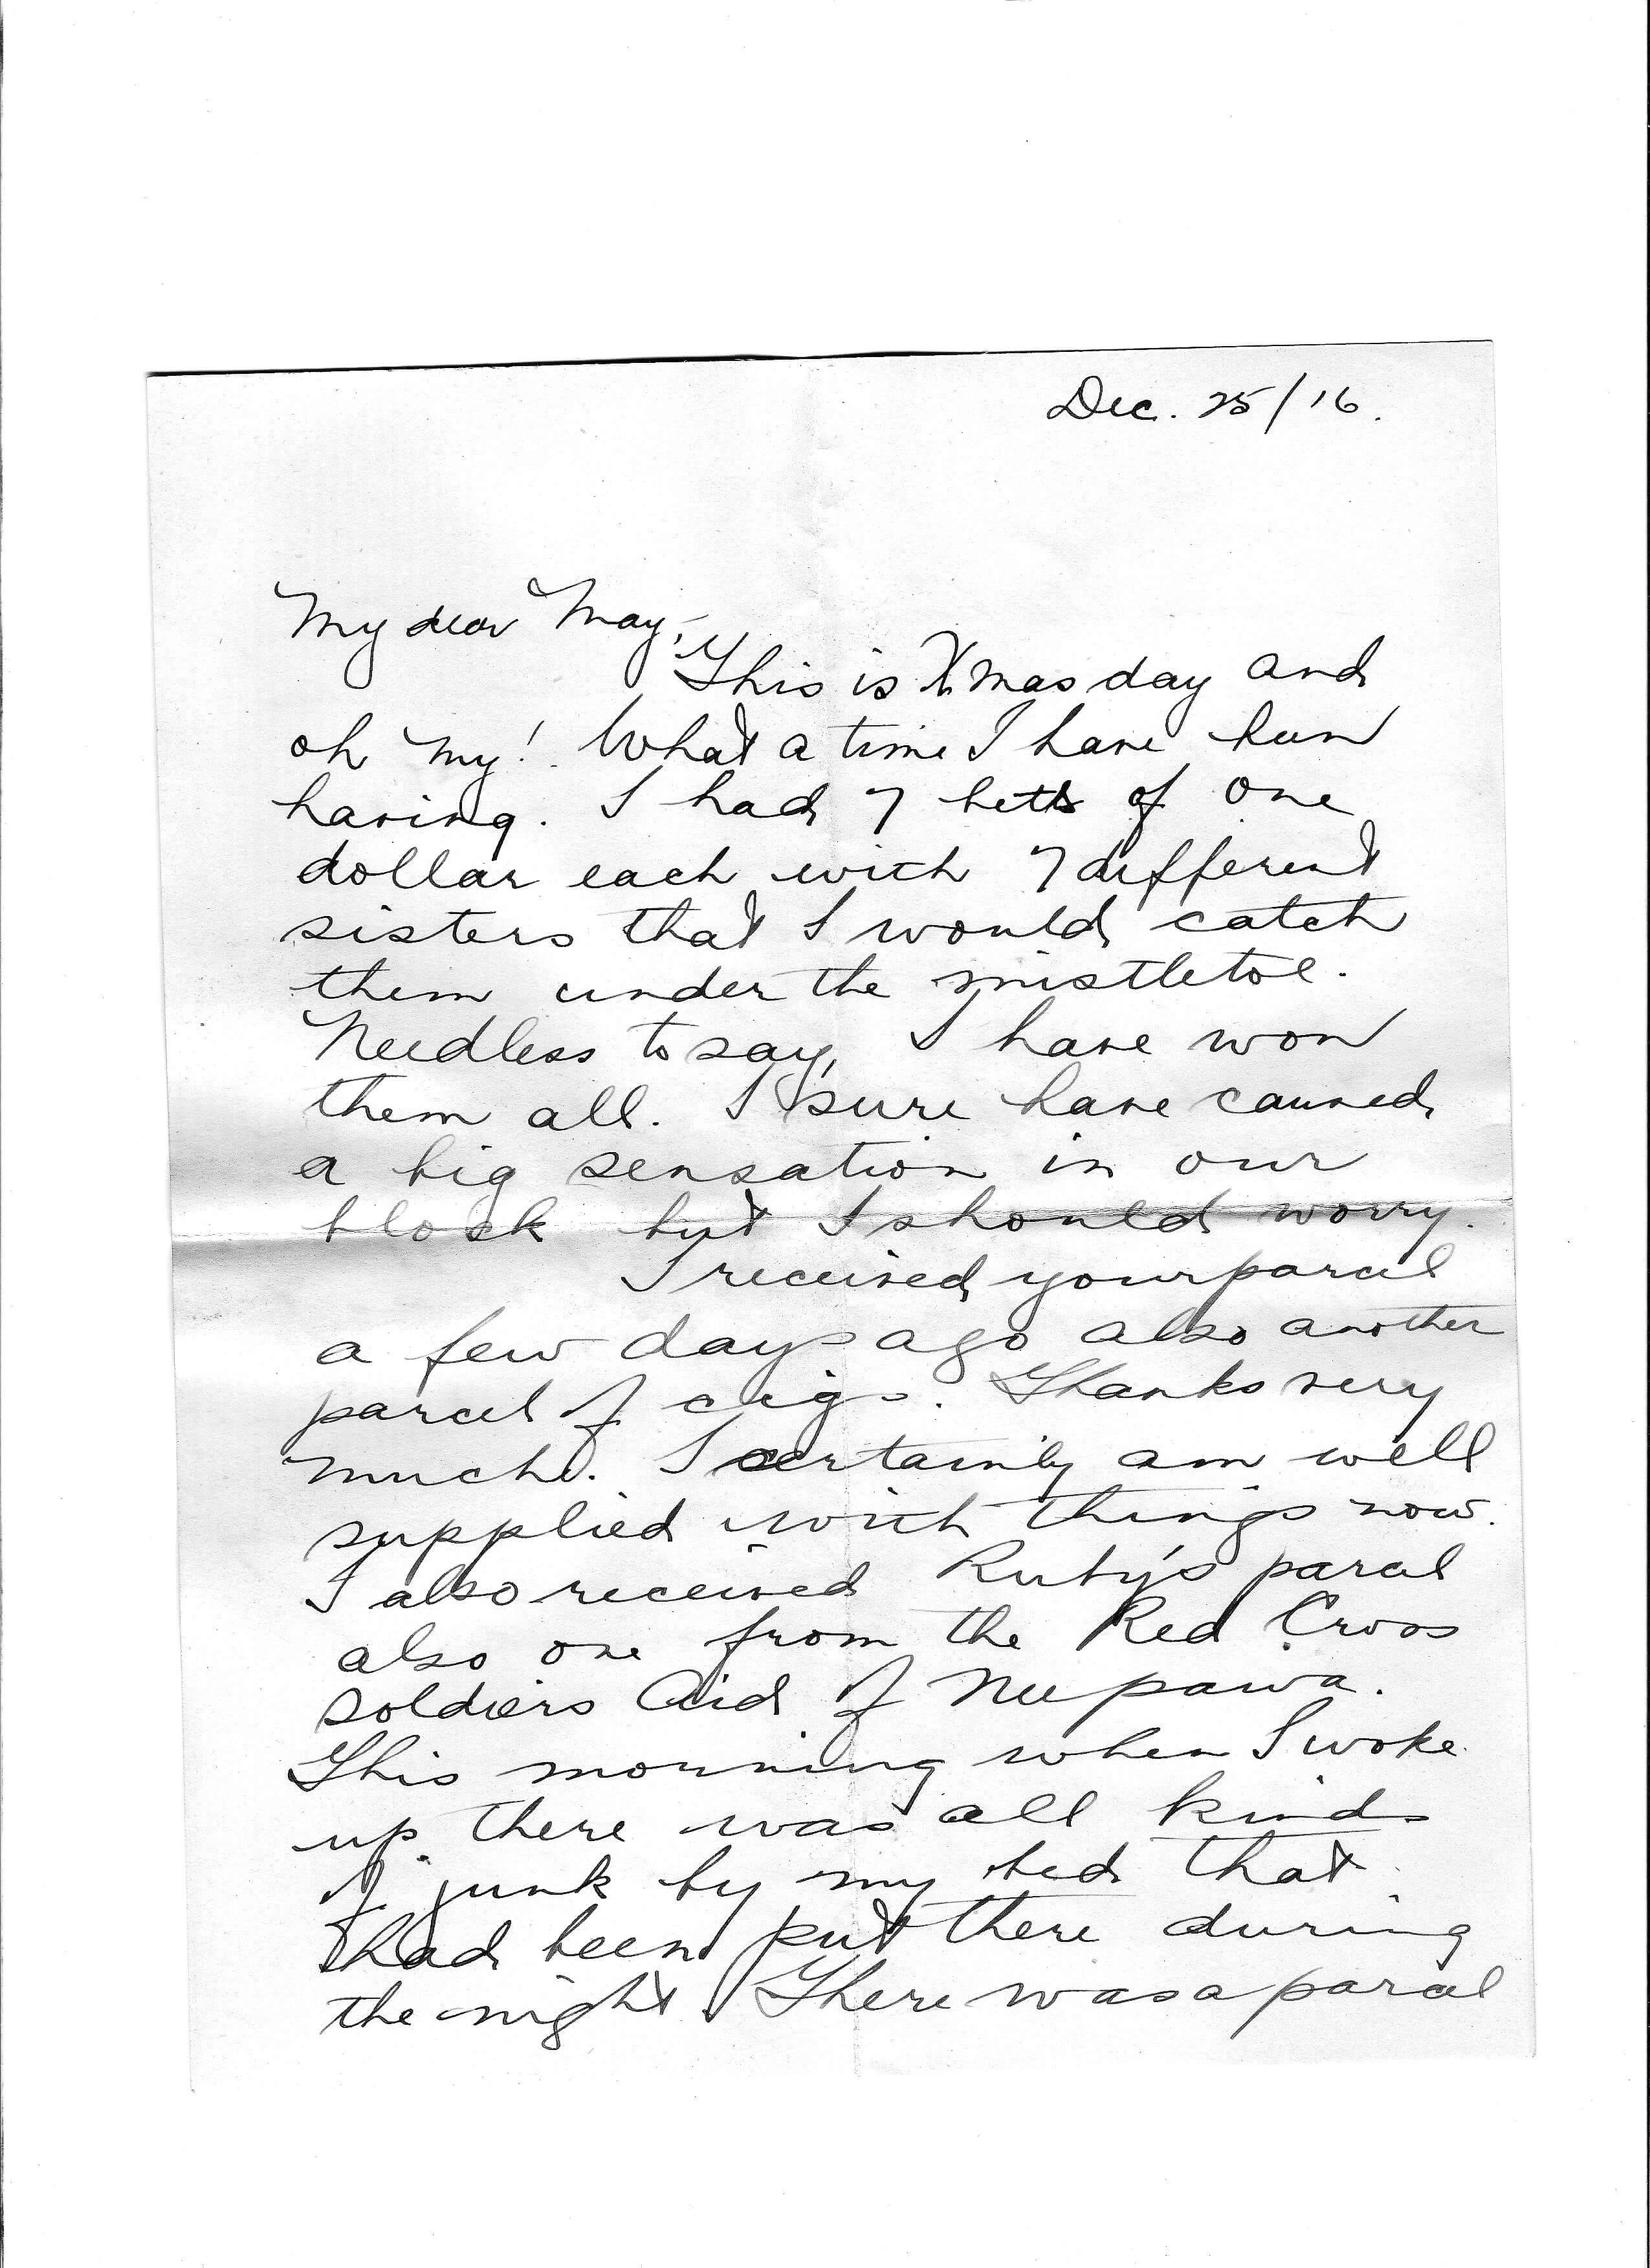 Dec. 25/16.
My dear May,
This is Xmas day and
oh my! What a time I have been
having. I had 7 betts of one
dollar each with 7 different
sisters that I would catch
them under the mistletoe.
Needless to say, I have won
them all. I sure have caused
a big sensation in our
block but I should worry.
I received your parcel
a few days ago also another
parcel of cigs. Thanks very
much. I certainly am well
supplied with things now.
I also received Ruby's parcel
also one from the Red Cross
soldiers Aid of Neepawa.
This morning when I woke
up there was all kinds
of junk by my bed that
had been put there during
the night. There was a parcel